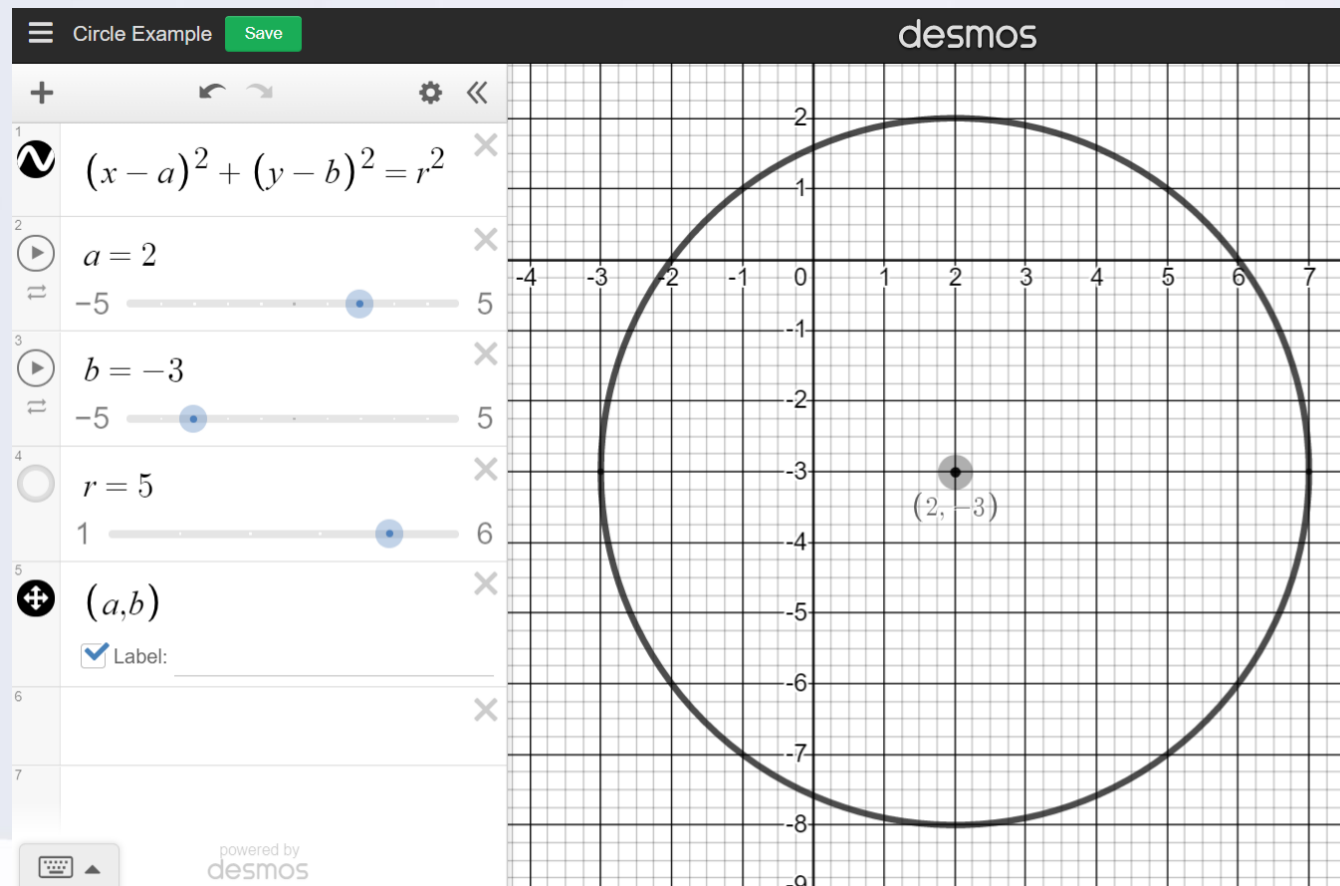 Circle Example Save desmos
1
(x − a)² + (y − b)² = r²
2
a = 2
−5 5
3
b = −3
−5 5
4
r = 5
1 6
5
(a,b)
Label:
6
7
powered by
desmos
2
1
-4 -3 -2 -1 0 1 2 3 4 5 6 7
-1
-2
-3
(2, −3)
-4
-5
-6
-7
-8
-9